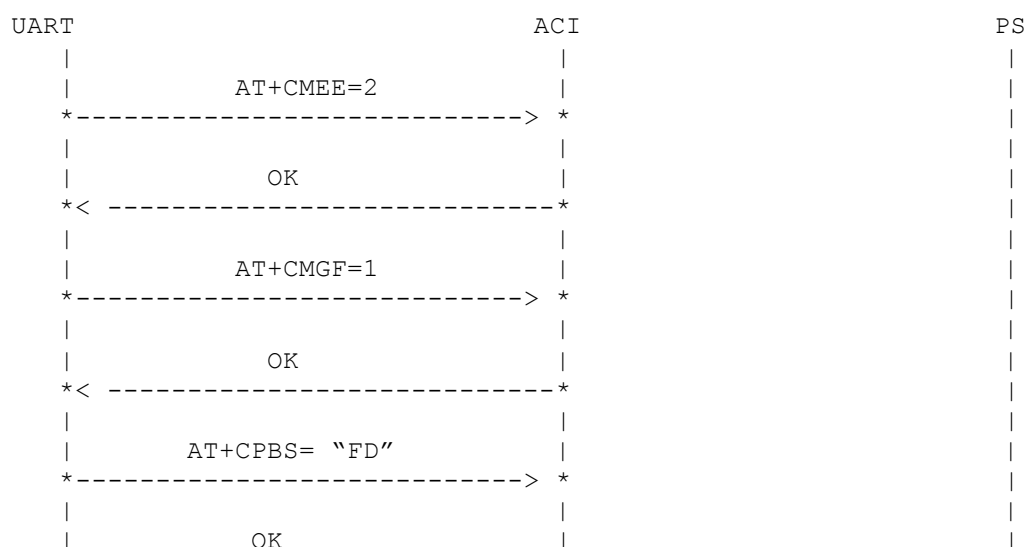 UART ACI PS
| | |
| AT+CMEE=2 | |
*----------------------------> * |
| | |
| OK | |
*< ----------------------------* |
| | |
| AT+CMGF=1 | |
*----------------------------> * |
| | |
| OK | |
*< ----------------------------* |
| | |
| AT+CPBS= “FD” | |
*----------------------------> * |
| | |
| OK | |